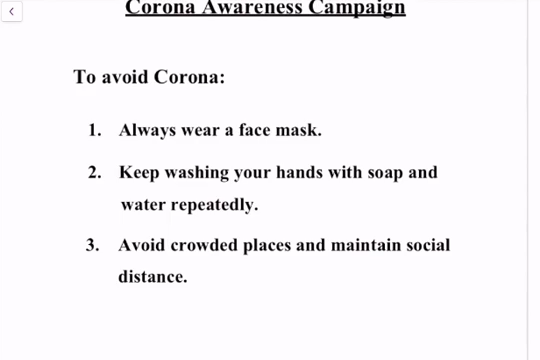 Corona Awareness Campaign
To avoid Corona:
1. Always wear a face mask.
2. Keep washing your hands with soap and
water repeatedly.
3. Avoid crowded places and maintain social
distance.